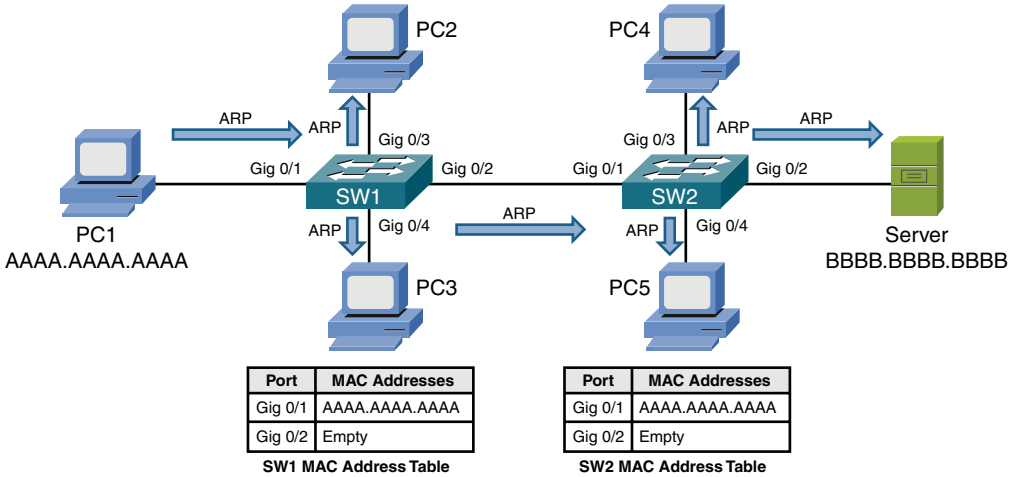 PC2
PC4
ARP
ARP
ARP
ARP
Gig 0/3
Gig 0/3
Gig 0/1
Gig 0/2
Gig 0/1
Gig 0/2
SW1
SW2
PC1
AAAA.AAAA.AAAA
ARP
Gig 0/4
ARP
ARP
Gig 0/4
Server
BBBB.BBBB.BBBB
PC3
PC5
Port MAC Addresses
Gig 0/1 AAAA.AAAA.AAAA
Gig 0/2 Empty
SW1 MAC Address Table
Port MAC Addresses
Gig 0/1 AAAA.AAAA.AAAA
Gig 0/2 Empty
SW2 MAC Address Table